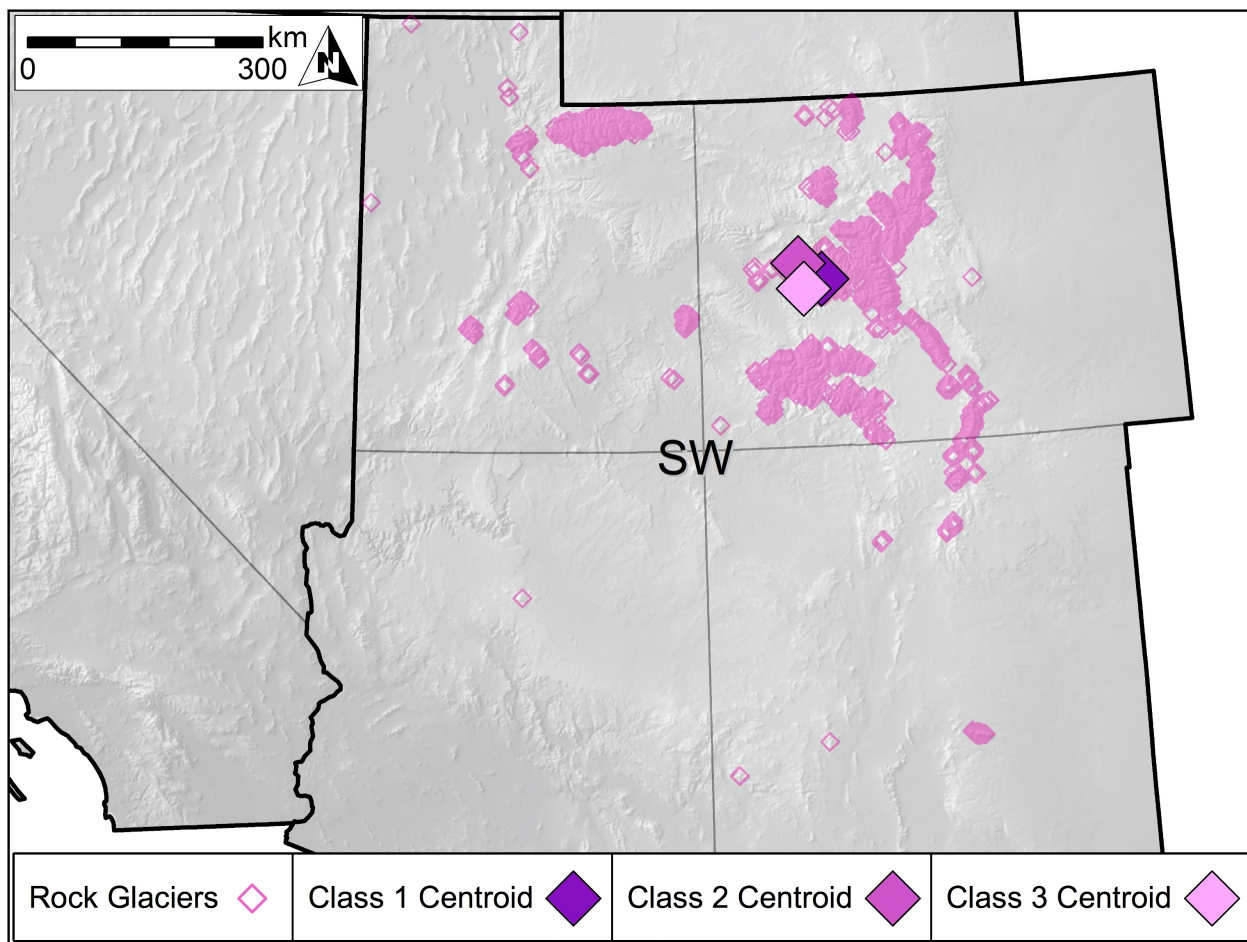 km
0 300
N
SW
Rock Glaciers
Class 1 Centroid
Class 2 Centroid
Class 3 Centroid